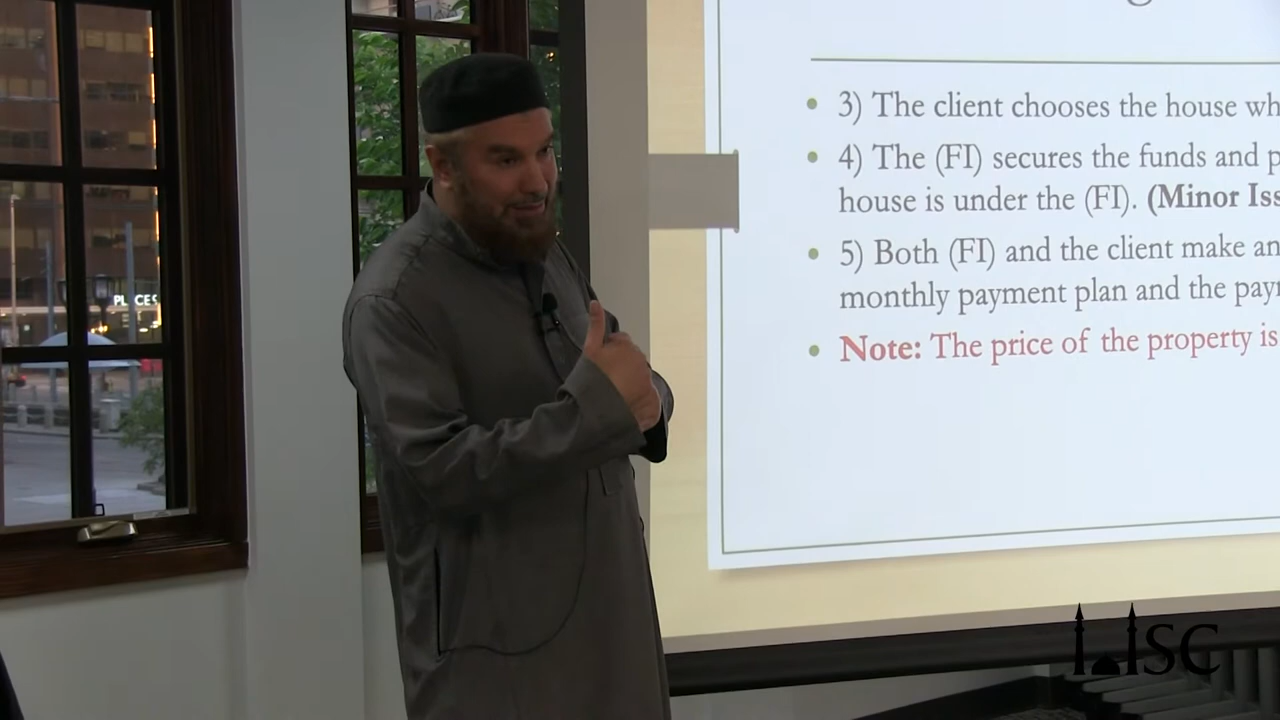 3) The client chooses the house
4) The (FI) secures the funds and
house is under the (FI). (Minor
5) Both (FI) and the client make an
monthly payment plan and the
Note: The price of the property is
PLACES
ISC